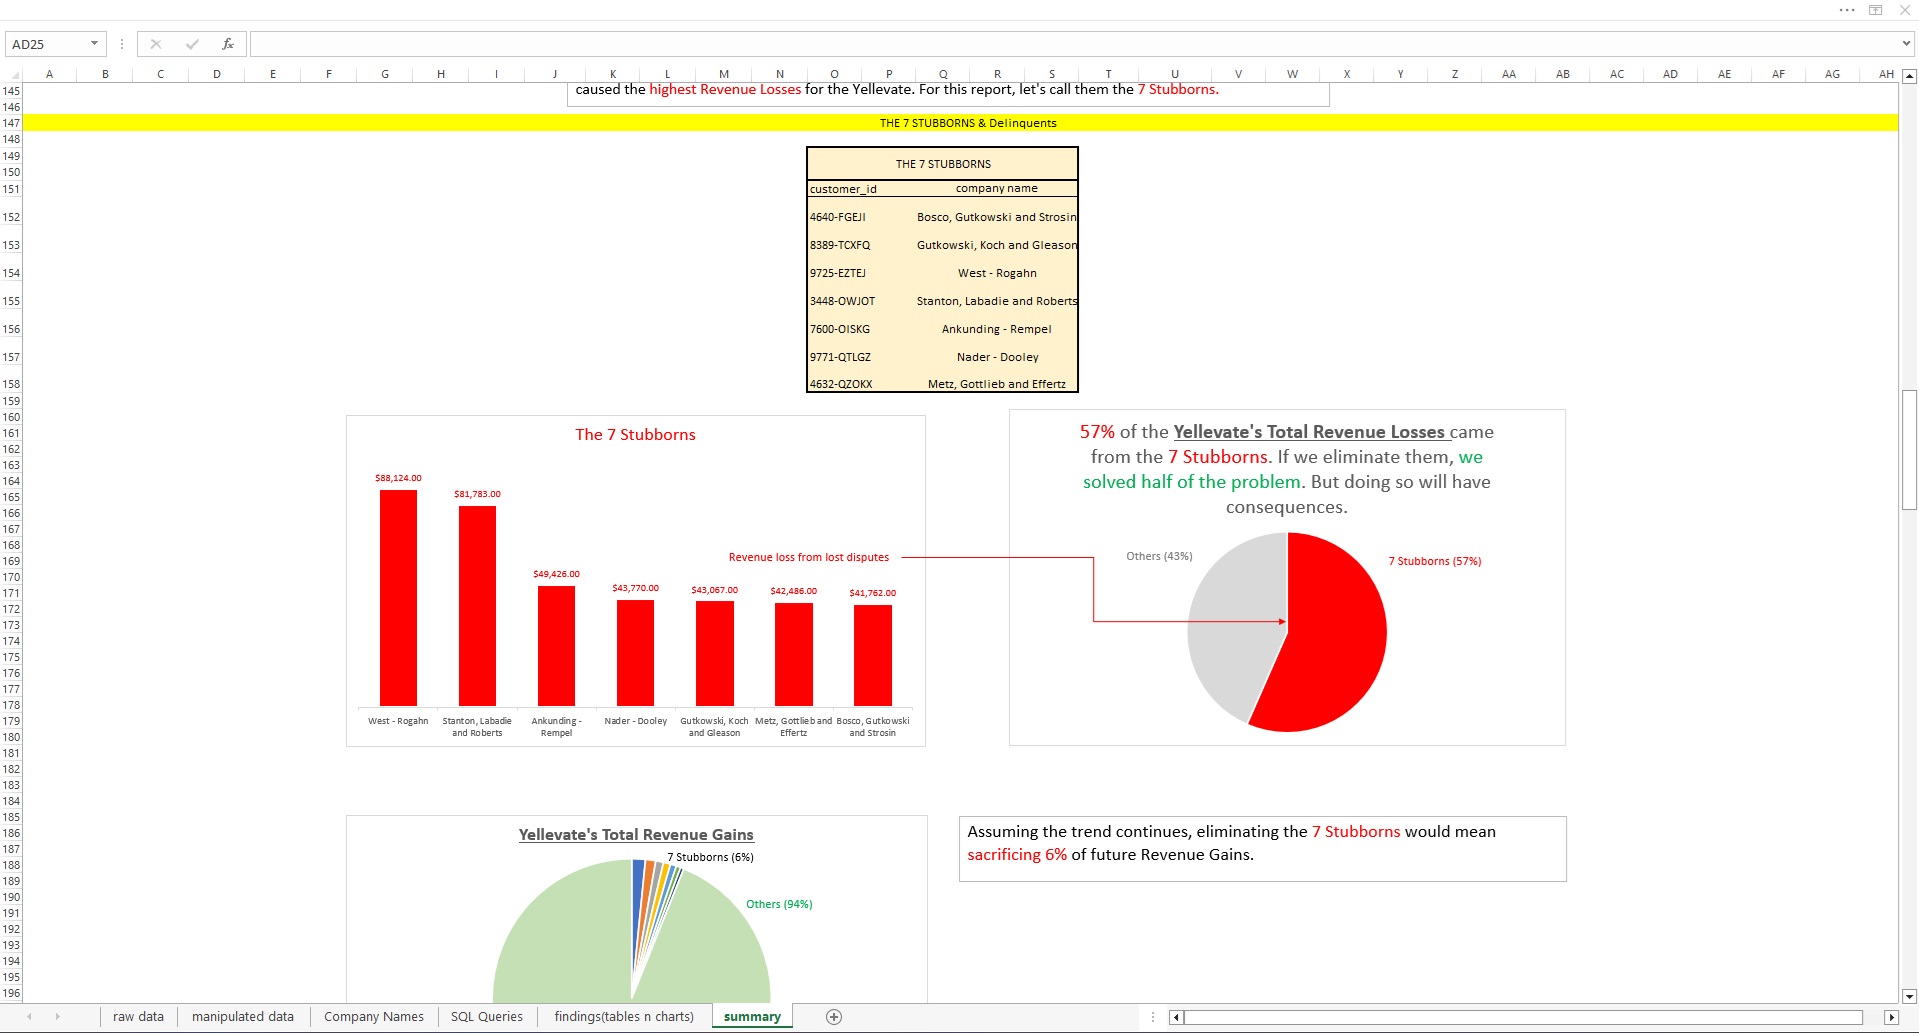 AD25
fx
A B C D E F G H I J K L M N O P Q R S T U V W X Y Z AA AB AC AD AE AF AG AH
145
caused the highest Revenue Losses for the Yellevate. For this report, let's call them the 7 Stubborns.
146
147
THE 7 STUBBORNS & Delinquents
148
149
THE 7 STUBBORNS
150
151
customer_id company name
152
4640-FGEJI Bosco, Gutkowski and Strosin
153
8389-TCXFQ Gutkowski, Koch and Gleason
154
9725-EZTEJ West - Rogahn
155
3448-OWJOT Stanton, Labadie and Roberts
156
7600-OISKG Ankunding - Rempel
157
9771-QTLGZ Nader - Dooley
158
4632-QZOKX Metz, Gottlieb and Effertz
159
160
161
162
163
164
165
166
167
168
169
170
171
172
173
174
175
176
177
178
179
180
181
182
183
184
185
186
187
188
189
190
191
192
193
194
195
196
The 7 Stubborns
$88,124.00
$81,783.00
$49,426.00
$43,770.00
$43,067.00
$42,486.00
$41,762.00
Revenue loss from lost disputes
West - Rogahn
Stanton, Labadie
and Roberts
Ankunding -
Rempel
Nader - Dooley
Gutkowski, Koch
and Gleason
Metz, Gottlieb and
Effertz
Bosco, Gutkowski
and Strosin
57% of the Yellevate's Total Revenue Losses came
from the 7 Stubborns. If we eliminate them, we
solved half of the problem. But doing so will have
consequences.
Others (43%)
7 Stubborns (57%)
Yellevate's Total Revenue Gains
7 Stubborns (6%)
Others (94%)
Assuming the trend continues, eliminating the 7 Stubborns would mean
sacrificing 6% of future Revenue Gains.
raw data manipulated data Company Names SQL Queries findings(tables n charts) summary